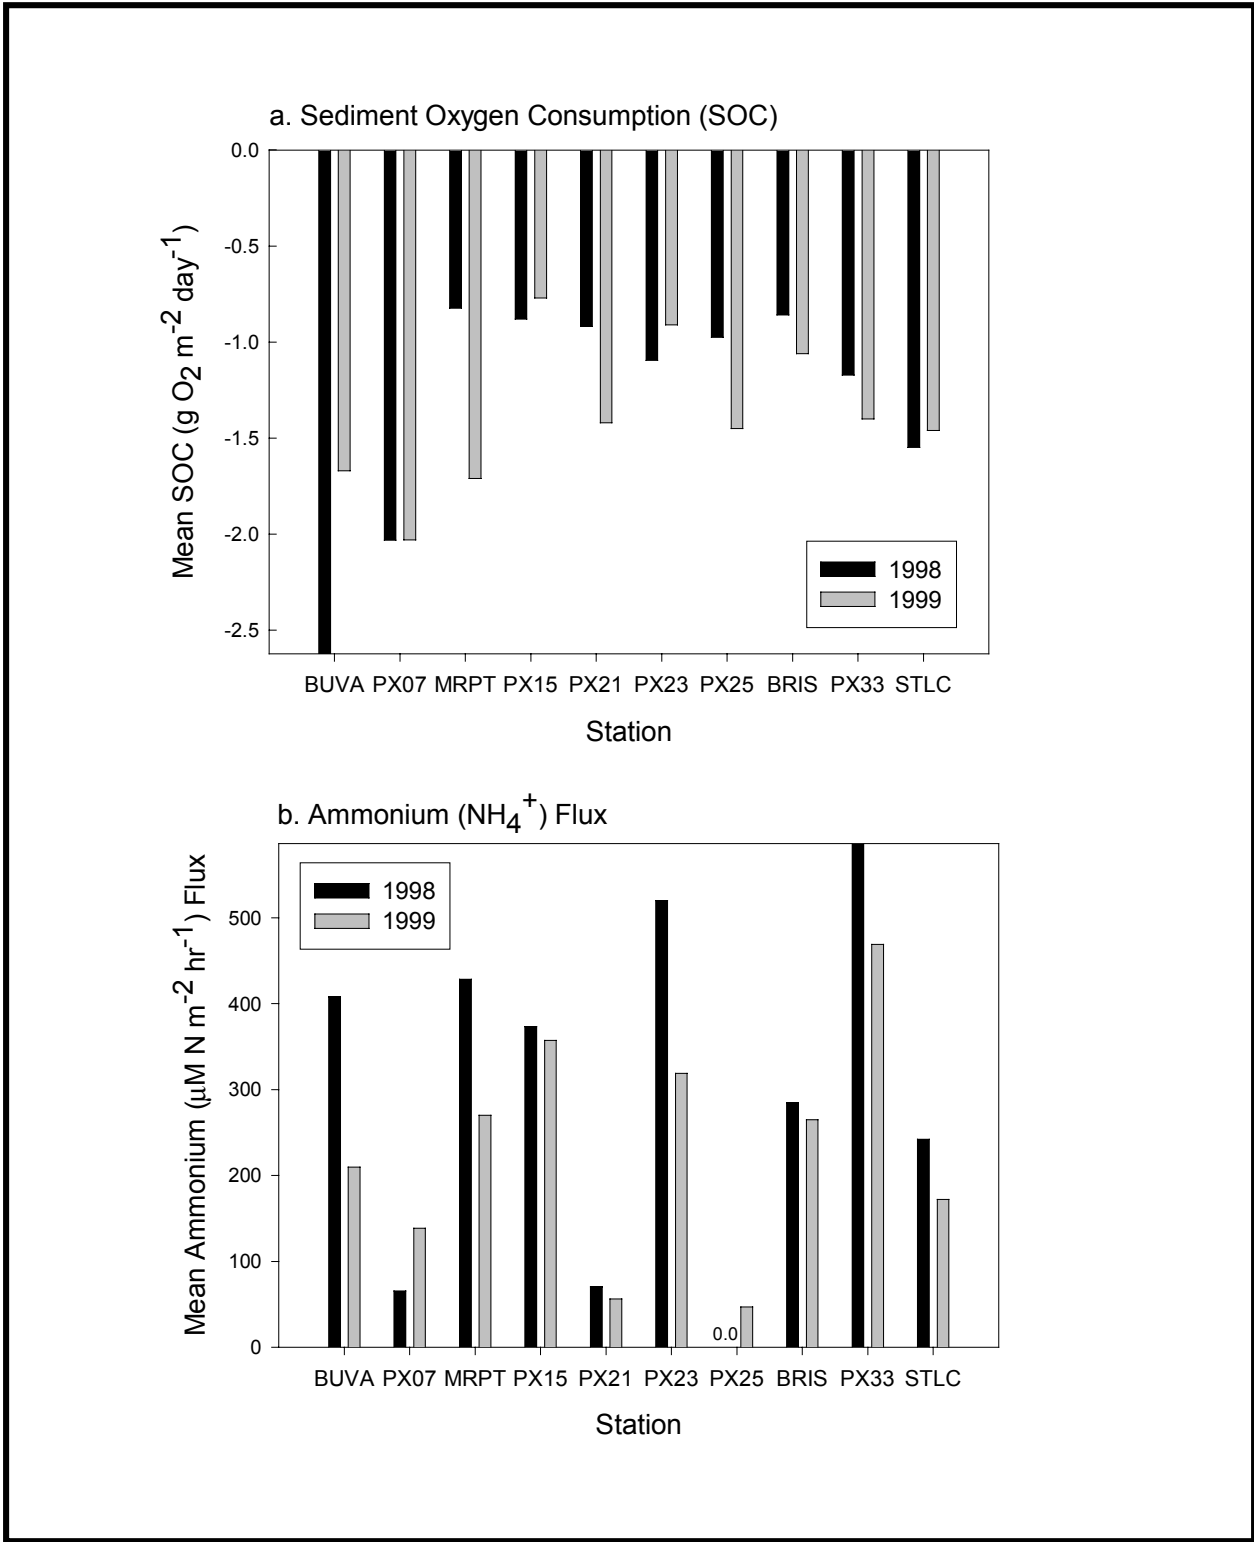 a. Sediment Oxygen Consumption (SOC)
Mean SOC (g O2 m-2 day-1)
0.0
-0.5
-1.0
-1.5
-2.0
-2.5
1998
1999
BUVA PX07 MRPT PX15 PX21 PX23 PX25 BRIS PX33 STLC
Station
b. Ammonium (NH4+) Flux
Mean Ammonium (µM N m-2 hr-1) Flux
1998
1999
500
400
300
200
100
0
0.0
BUVA PX07 MRPT PX15 PX21 PX23 PX25 BRIS PX33 STLC
Station